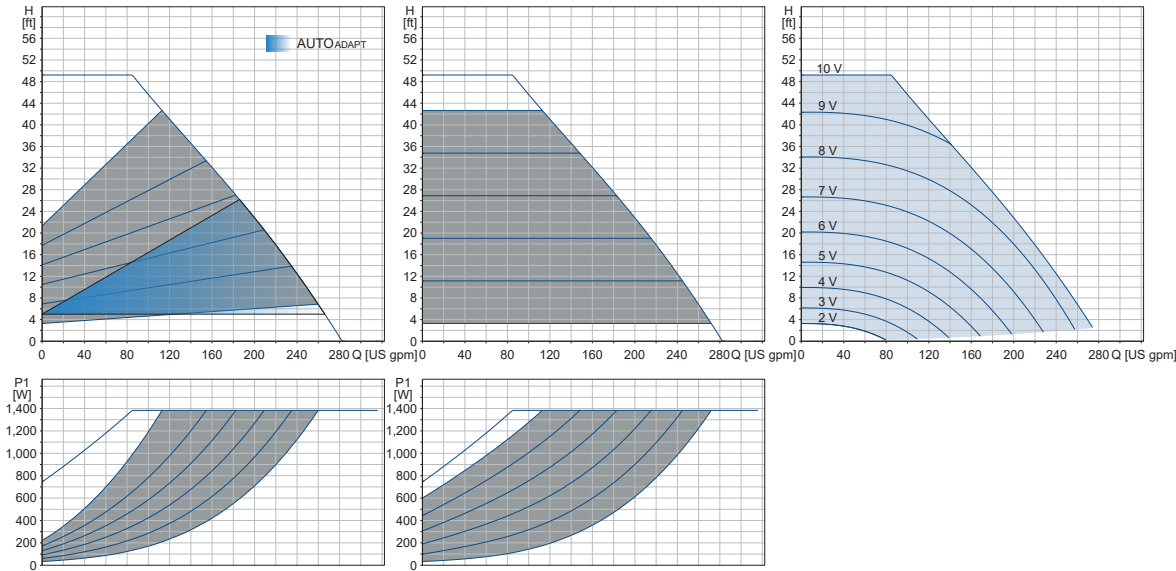 H
[ft]
56
52
48
44
40
36
32
28
24
20
16
12
8
4
0
AUTOADAPT
0 40 80 120 160 200 240 280 Q [US gpm]
H
[ft]
56
52
48
44
40
36
32
28
24
20
16
12
8
4
0
0 40 80 120 160 200 240 280 Q [US gpm]
H
[ft]
56
52
48
44
40
36
32
28
24
20
16
12
8
4
0
10 V
9 V
8 V
7 V
6 V
5 V
4 V
3 V
2 V
0 40 80 120 160 200 240 280 Q [US gpm]
P1
[W]
1,400
1,200
1,000
800
600
400
200
0
P1
[W]
1,400
1,200
1,000
800
600
400
200
0